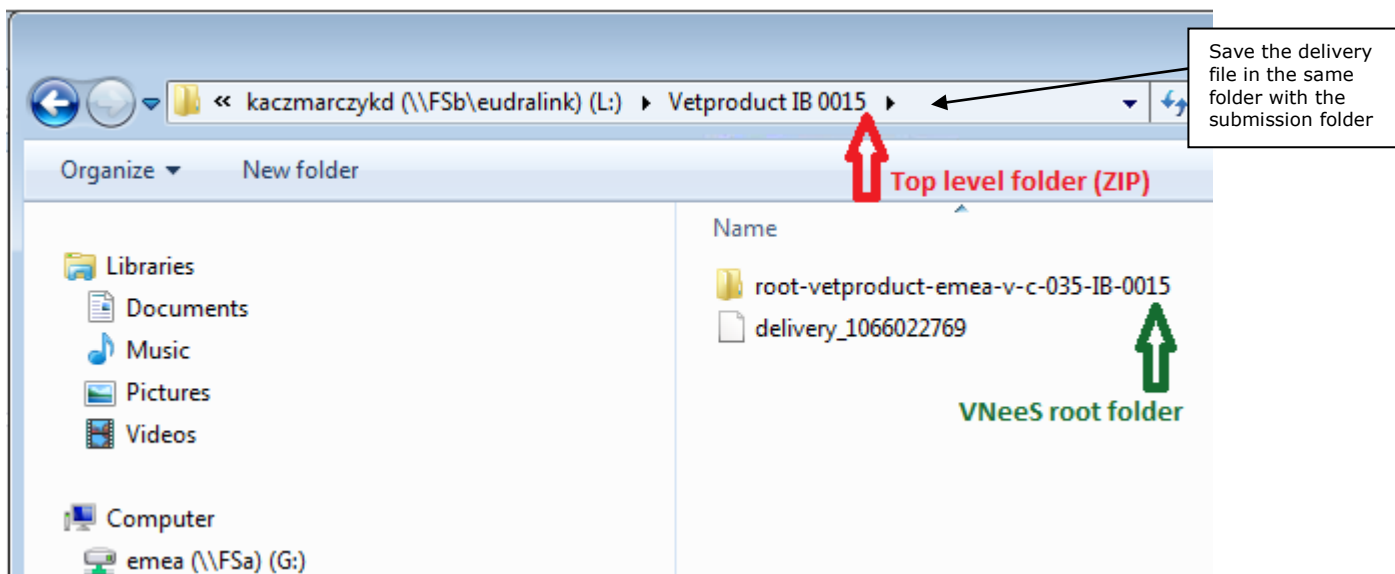 Save the delivery
file in the same
folder with the
submission folder
« kaczmarczykd (\\FSb\eudralink) (L:) ▸ Vetproduct IB 0015 ▸
Organize ▾ New folder
Top level folder (ZIP)
Name
Libraries
root-vetproduct-emea-v-c-035-IB-0015
Documents
delivery_1066022769
Music
Pictures
VNeeS root folder
Videos
Computer
emea (\\FSa) (G:)